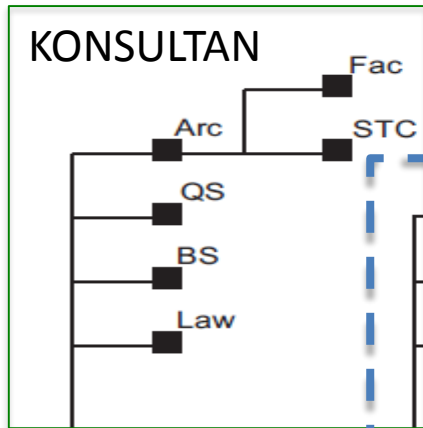 KONSULTAN
Fac
Arc
STC
QS
BS
Law